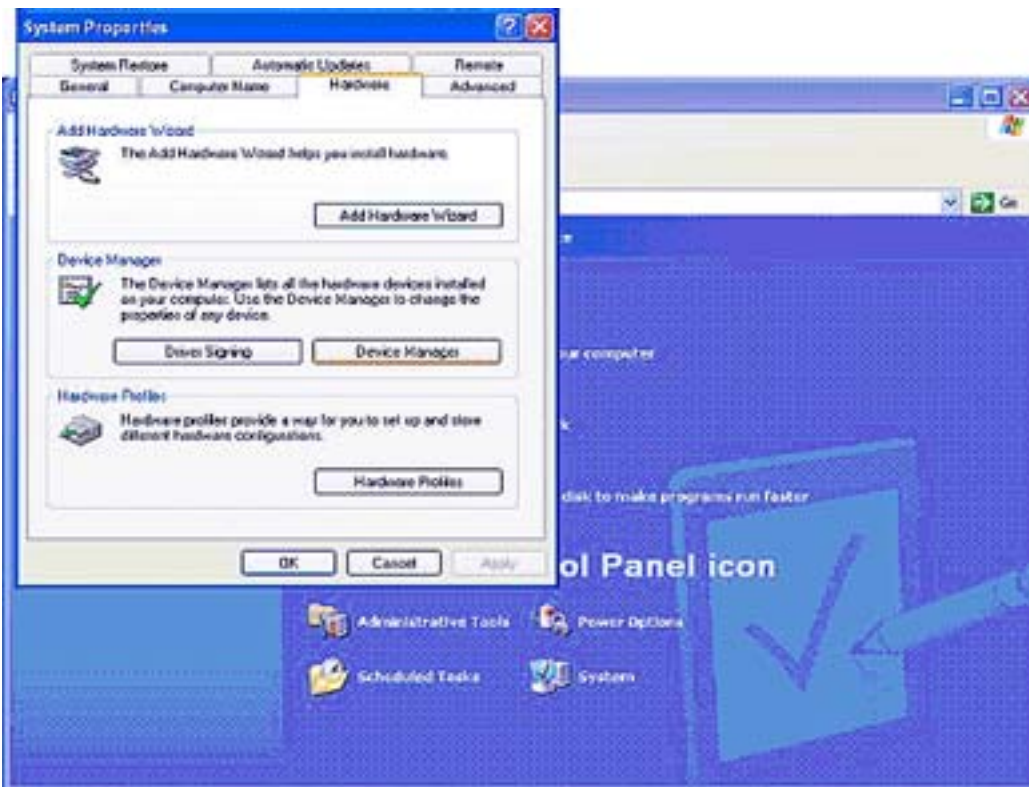 System Properties
System Restore
Automatic Updates
Remote
General
Computer Name
Hardware
Advanced
Add Hardware Wizard
The Add Hardware Wizard helps you install hardware.
Add Hardware Wizard
Device Manager
The Device Manager lists all the hardware devices installed
on your computer. Use the Device Manager to change the
properties of any device.
Driver Signing
Device Manager
Hardware Profiles
Hardware profiles provide a way for you to set up and store
different hardware configurations.
Hardware Profiles
OK
Cancel
Apply
Go
ur computer
k
disk to make programs run faster
ol Panel icon
Administrative Tools
Power Options
Scheduled Tasks
System